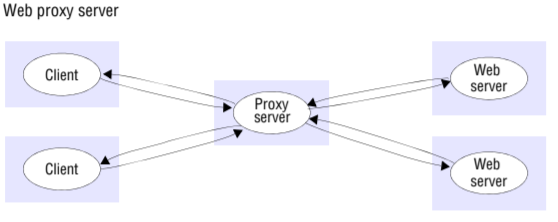 Web proxy server
Client
Web
server
Proxy
server
Client
Web
server